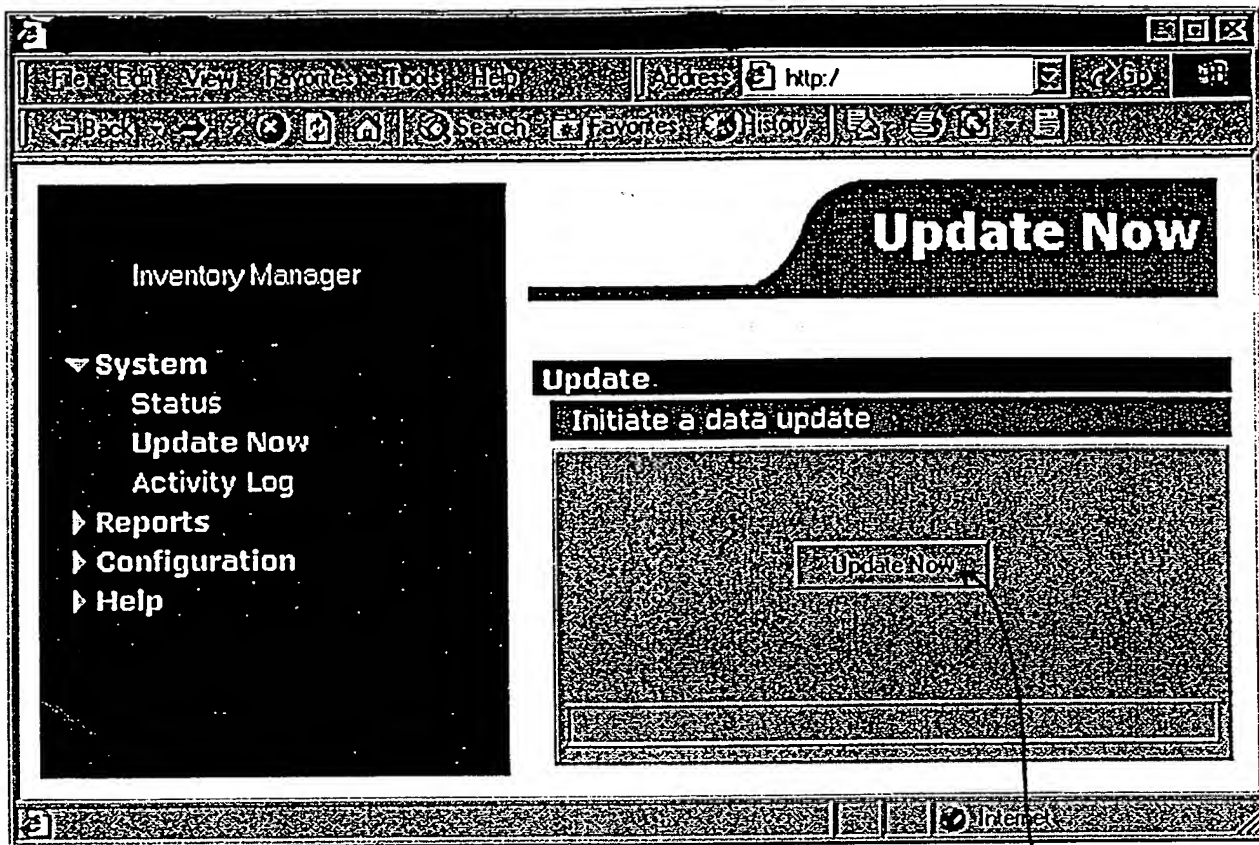 File Edit View Favorites Tools Help Address http:/ Go
Back Search Favorites History
Update Now
Inventory Manager
System
Status
Update Now
Activity Log
Reports
Configuration
Help
Update
Initiate a data update
Update Now
Internet